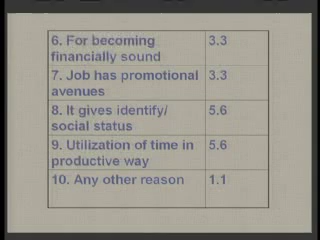 6. For becoming 3.3
financially sound
7. Job has promotional 3.3
avenues
8. It gives identify/ 5.6
social status
9. Utilization of time in 5.6
productive way
10. Any other reason 1.1